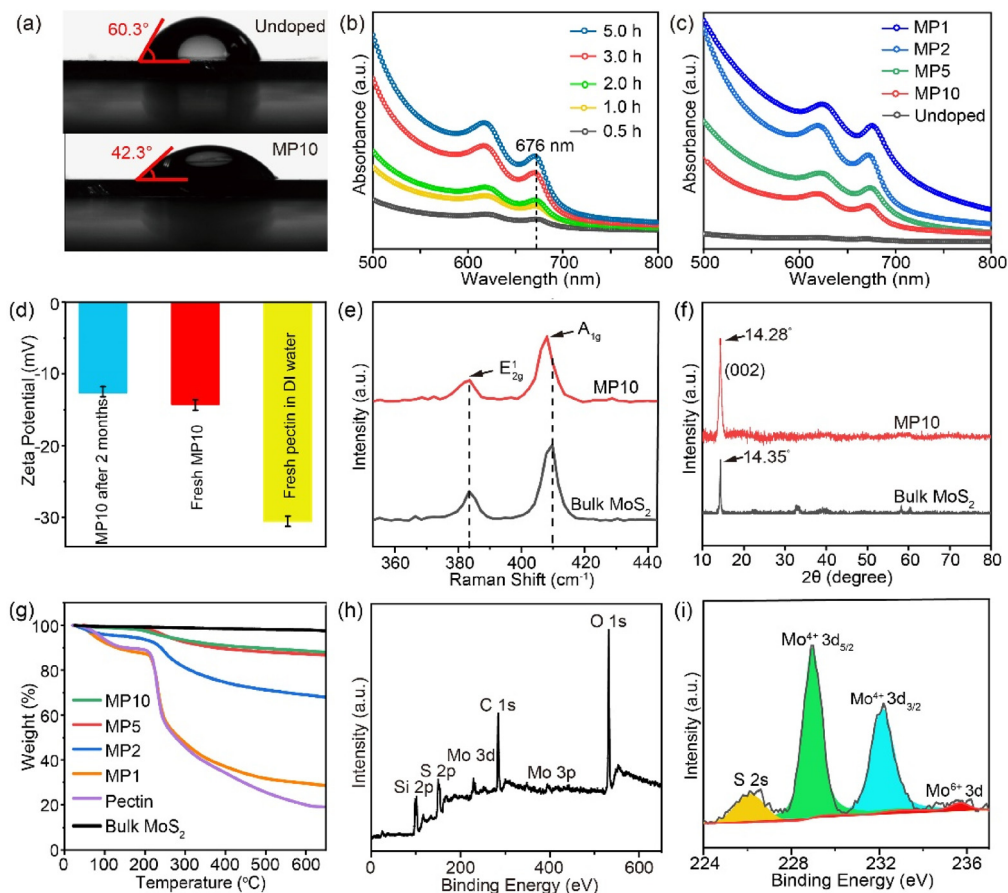 (a)
60.3°
Undoped
42.3°
MP10
(b)
Absorbance (a.u.)
5.0 h
3.0 h
2.0 h
1.0 h
0.5 h
676 nm
500 600 700 800
Wavelength (nm)
(c)
Absorbance (a.u.)
MP1
MP2
MP5
MP10
Undoped
500 600 700 800
Wavelength (nm)
(d)
Zeta Potential (mV)
0
-10
-20
-30
MP10 after 2 months
Fresh MP10
Fresh pectin in DI water
(e)
Intensity (a.u.)
A1g
E¹2g
MP10
Bulk MoS₂
360 380 400 420 440
Raman Shift (cm⁻¹)
(f)
Intensity (a.u.)
14.28°
(002)
MP10
14.35°
Bulk MoS₂
10 20 30 40 50 60 70 80
2θ (degree)
(g)
Weight (%)
100
80
60
40
20
0
MP10
MP5
MP2
MP1
Pectin
Bulk MoS₂
0 100 200 300 400 500 600
Temperature (°C)
(h)
Intensity (a.u.)
O 1s
C 1s
Mo 3d
S 2p
Si 2p
Mo 3p
0 200 400 600
Binding Energy (eV)
(i)
Intensity (a.u.)
Mo⁴⁺ 3d5/2
Mo⁴⁺ 3d3/2
S 2s
Mo⁶⁺ 3d
224 228 232 236
Binding Energy (eV)